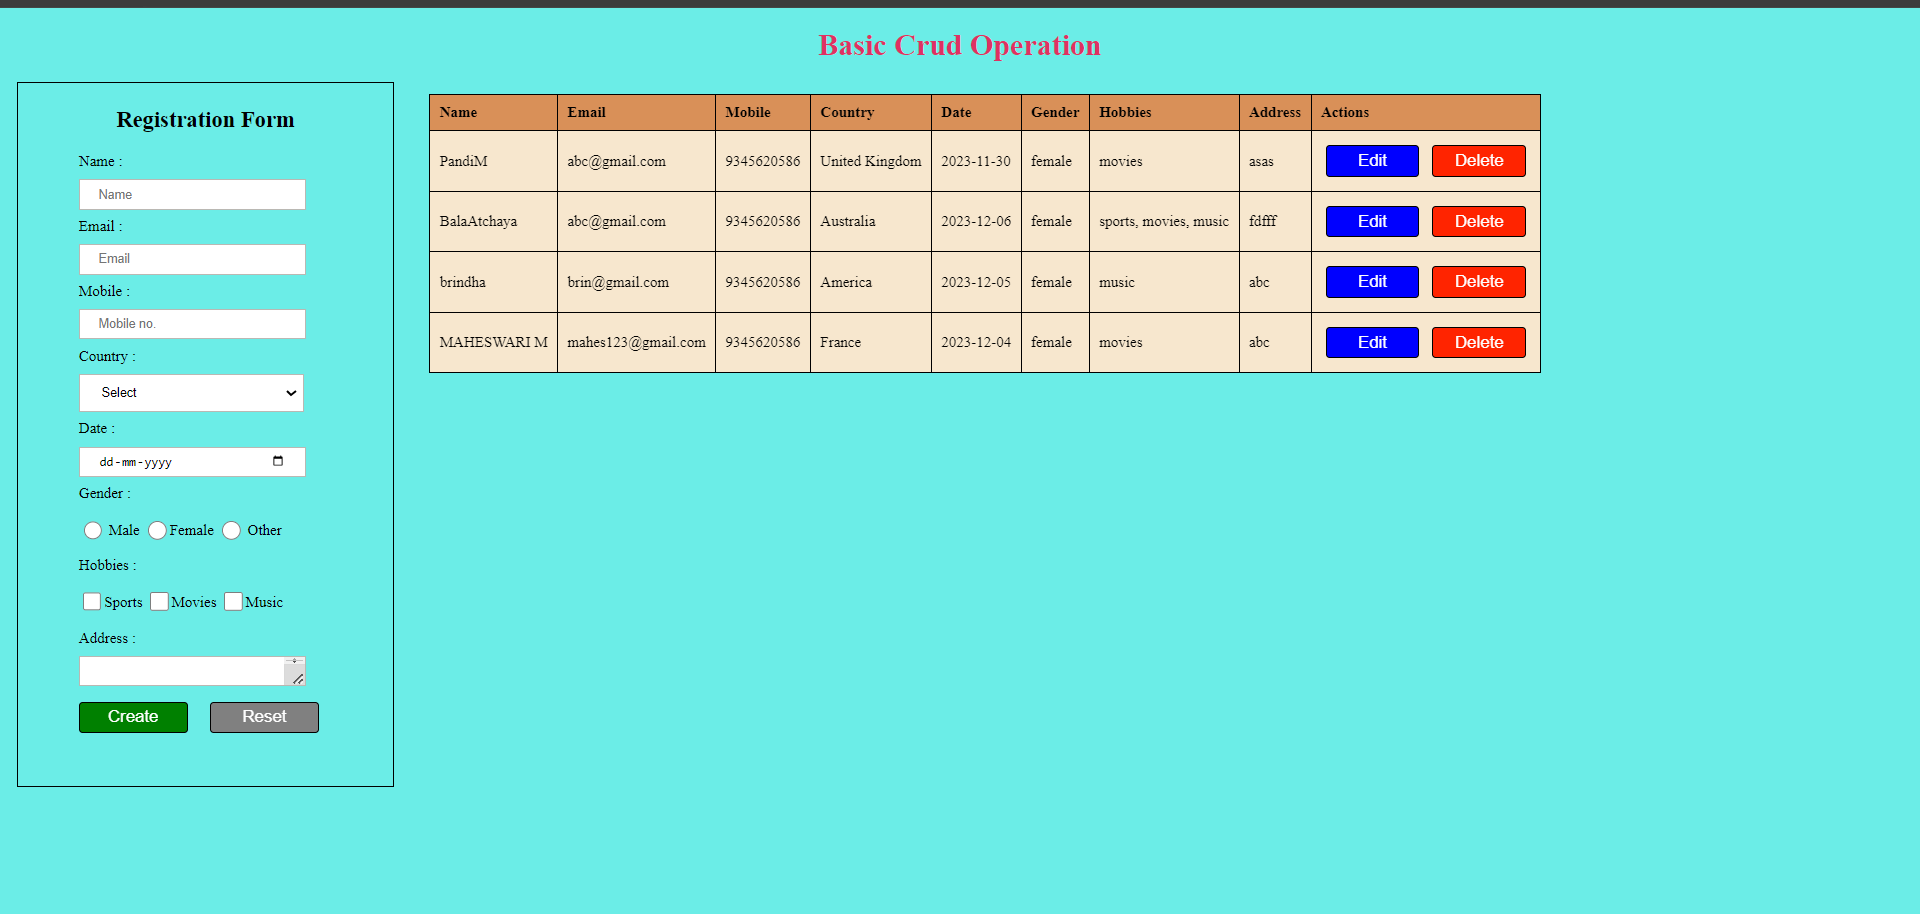 Basic Crud Operation
Registration Form
Name :
Name
Email :
Email
Mobile :
Mobile no.
Country :
Select
Date :
dd-mm-yyyy
Gender :
Male Female Other
Hobbies :
Sports Movies Music
Address :
Create Reset
Name Email Mobile Country Date Gender Hobbies Address Actions
PandiM abc@gmail.com 9345620586 United Kingdom 2023-11-30 female movies asas Edit Delete
BalaAtchaya abc@gmail.com 9345620586 Australia 2023-12-06 female sports, movies, music fdfff Edit Delete
brindha brin@gmail.com 9345620586 America 2023-12-05 female music abc Edit Delete
MAHESWARI M mahes123@gmail.com 9345620586 France 2023-12-04 female movies abc Edit Delete